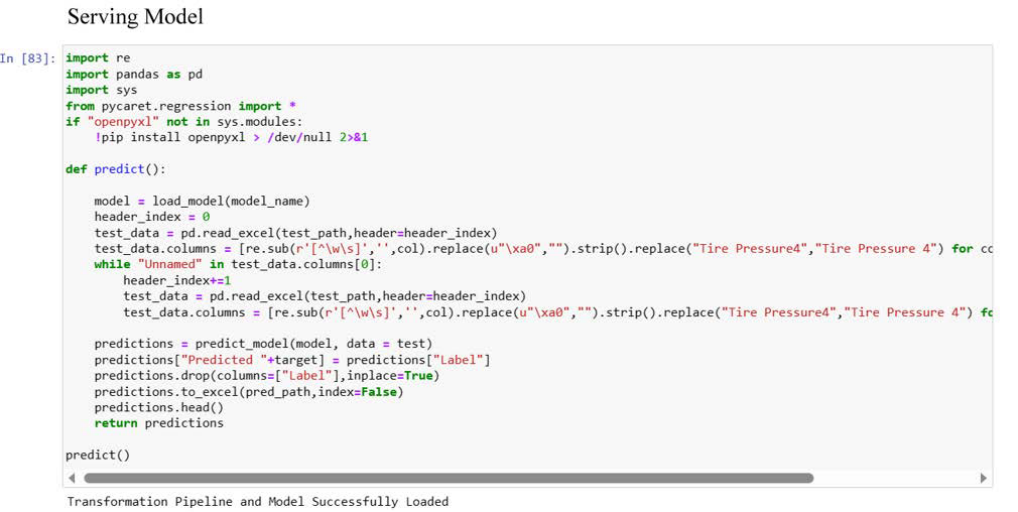 Serving Model
In [83]:
import re
import pandas as pd
import sys
from pycaret.regression import *
if "openpyxl" not in sys.modules:
    !pip install openpyxl > /dev/null 2>&1
def predict():
    model = load_model(model_name)
    header_index = 0
    test_data = pd.read_excel(test_path,header=header_index)
    test_data.columns = [re.sub(r'[^\w\s]','',col).replace(u"\xa0","").strip().replace("Tire Pressure4","Tire Pressure 4") for cc
    while "Unnamed" in test_data.columns[0]:
        header_index+=1
        test_data = pd.read_excel(test_path,header=header_index)
        test_data.columns = [re.sub(r'[^\w\s]','',col).replace(u"\xa0","").strip().replace("Tire Pressure4","Tire Pressure 4") fo
    predictions = predict_model(model, data = test)
    predictions["Predicted "+target] = predictions["Label"]
    predictions.drop(columns=["Label"],inplace=True)
    predictions.to_excel(pred_path,index=False)
    predictions.head()
    return predictions
predict()
Transformation Pipeline and Model Successfully Loaded